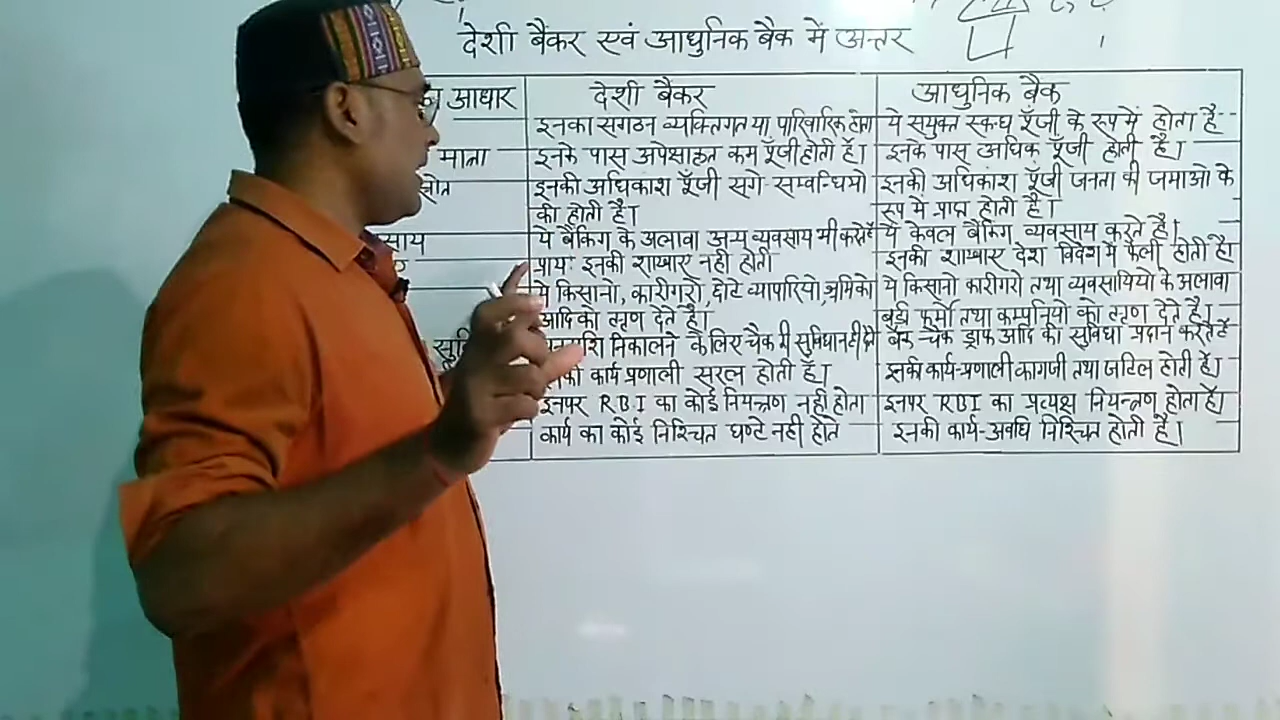 देशी बैंकर एवं आधुनिक बैंक में अन्तर
आधार देशी बैंकर आधुनिक बैंक
इनका संगठन व्यक्तिगत या पारिवारिक होता ये संयुक्त स्कन्ध पूँजी के रूप में होता है
मात्रा इनके पास अपेक्षाकृत कम पूँजी होती है। इनके पास अधिक पूँजी होती है।
स्रोत इनकी अधिकांश पूँजी सगे-सम्बन्धियों इनकी अधिकांश पूँजी जनता की जमाओं के
की होती है। रूप में प्राप्त होती है।
साय ये बैंकिंग के अलावा अन्य व्यवसाय भी करते हैं ये केवल बैंकिंग व्यवसाय करते है।
प्रायः इनकी शाखाएं नही होती इनकी शाखाएं देश विदेश में फैली होती है।
ये किसानो, कारीगरों, छोटे व्यापारियो, श्रमिको ये किसानो कारीगरो तथा व्यवसायियो के अलावा
आदि को ऋण देते है। बड़ी फर्मो तथा कम्पनियो को ऋण देते है।
निकालने के लिए चैक की सुविधा नही बैंक चैक ड्राफ्ट आदि की सुविधा प्रदान करते हैं
कार्य प्रणाली सरल होती है। इनकी कार्य-प्रणाली कागजी तथा जटिल होती है।
इनपर RBI का कोई नियन्त्रण नही होता इनपर RBI का प्रत्यक्ष नियन्त्रण होता है।
कार्य का कोई निश्चित घण्टे नही होते इनकी कार्य-अवधि निश्चित होती है।